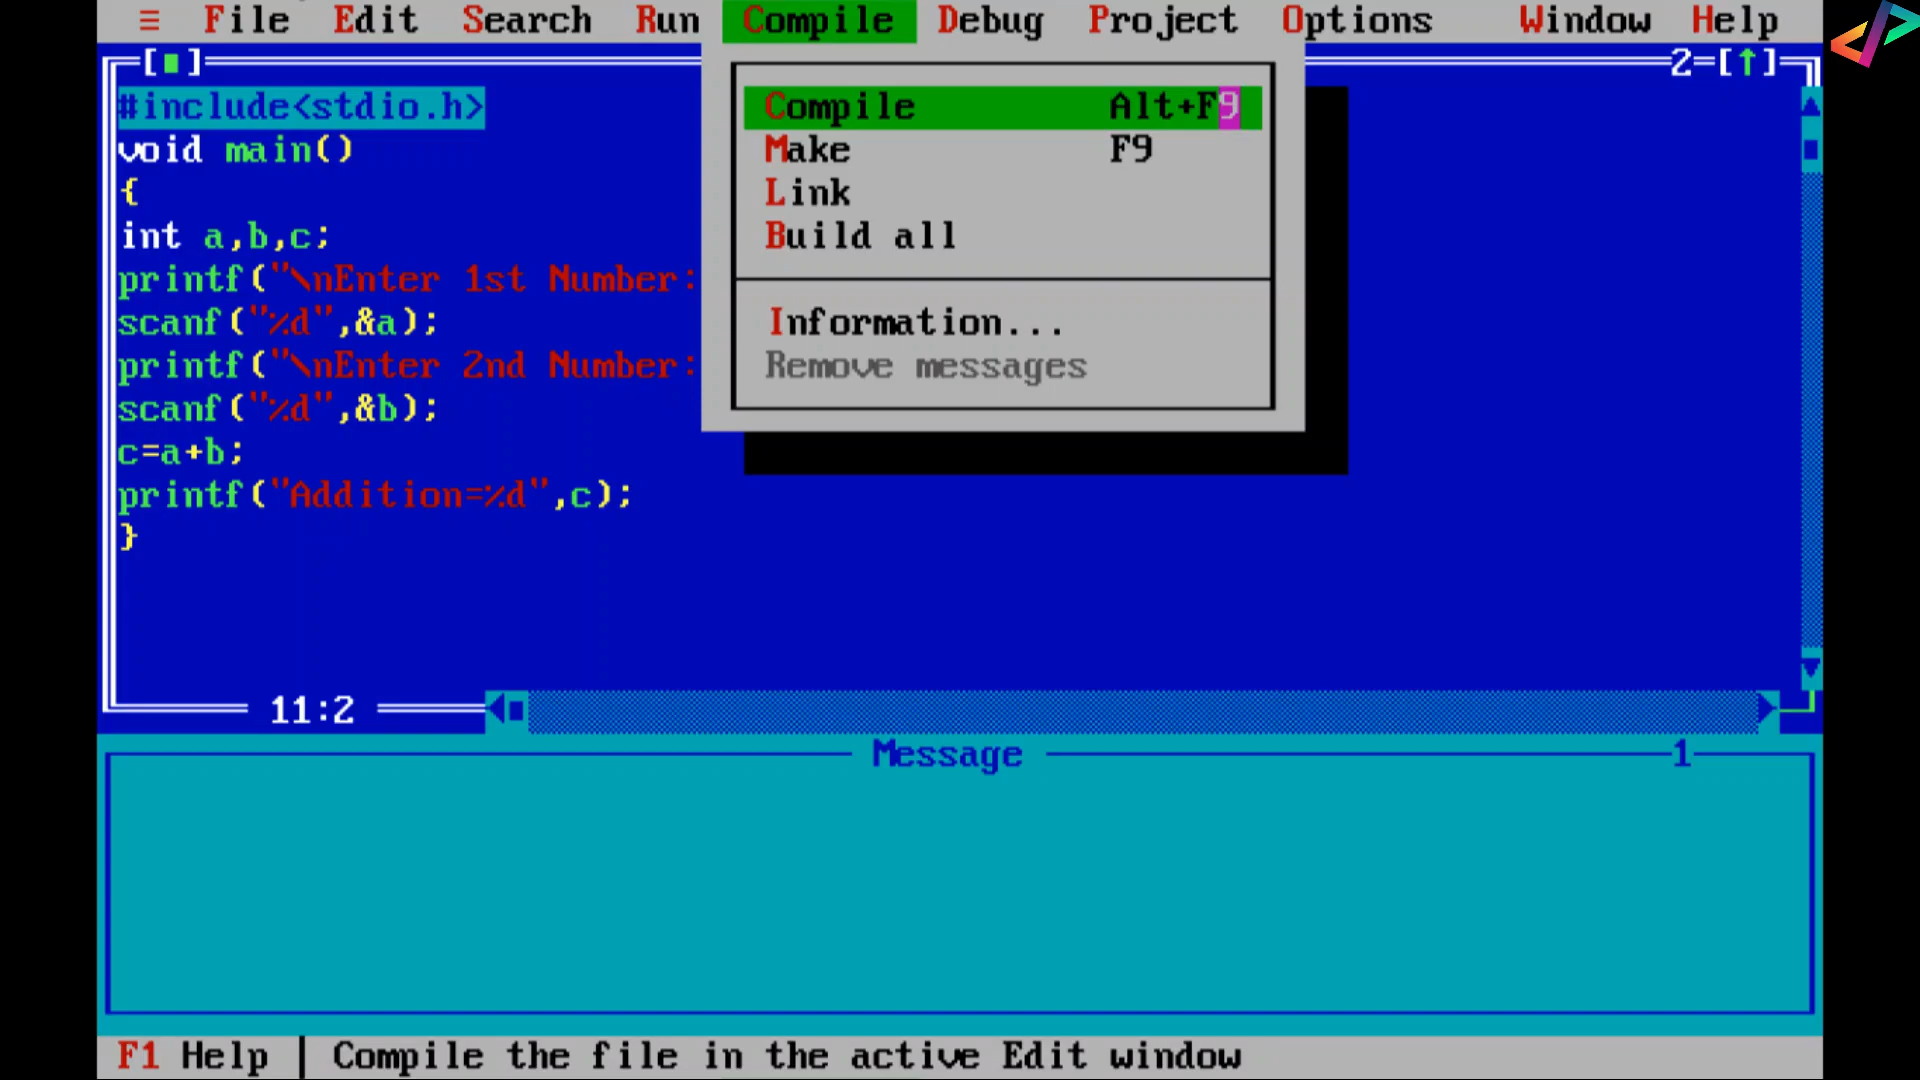 ≡ File Edit Search Run Compile Debug Project Options Window Help
[■] 2=[↑]
#include<stdio.h>
void main()
{
int a,b,c;
printf("\nEnter 1st Number:
scanf("%d",&a);
printf("\nEnter 2nd Number:
scanf("%d",&b);
c=a+b;
printf("Addition=%d",c);
}
Compile Alt+F9
Make F9
Link
Build all
Information...
Remove messages
11:2
Message 1
F1 Help | Compile the file in the active Edit window